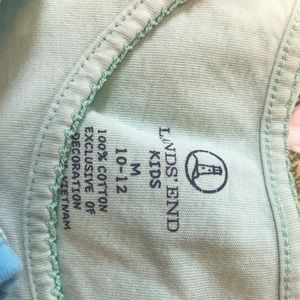 LANDS' END
KIDS
M
10-12
100% COTTON
EXCLUSIVE OF
DECORATION
VIETNAM